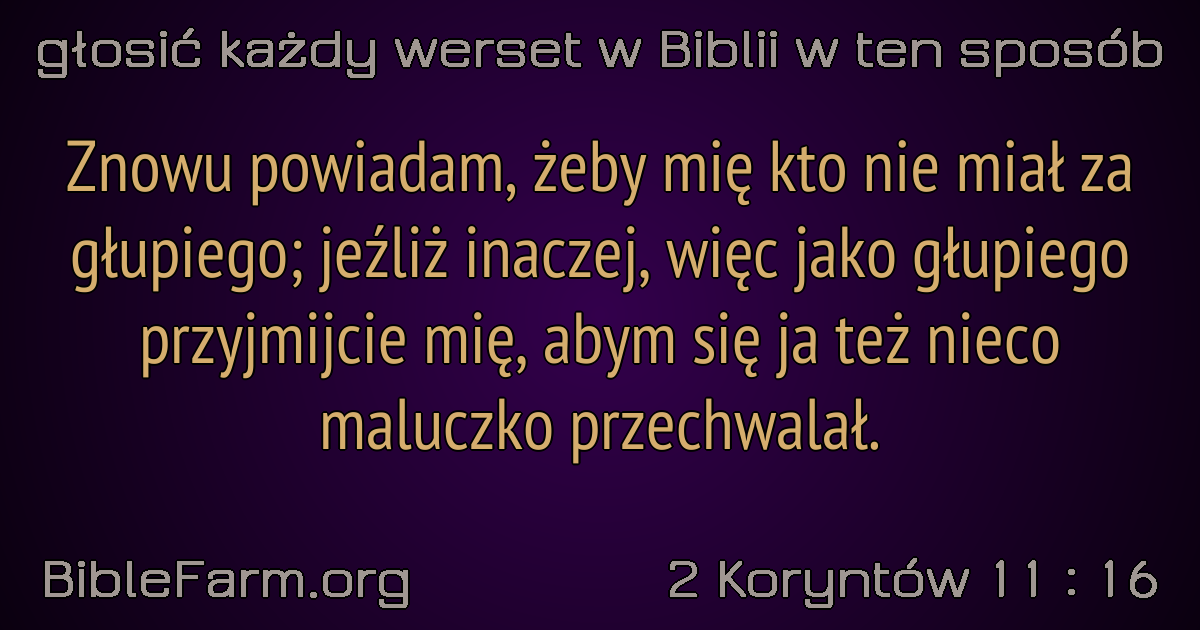 głosić każdy werset w Biblii w ten sposób
Znowu powiadam, żeby mię kto nie miał za
głupiego; jeźliż inaczej, więc jako głupiego
przyjmijcie mię, abym się ja też nieco
maluczko przechwalał.
BibleFarm.org
2 Koryntów 11 : 16